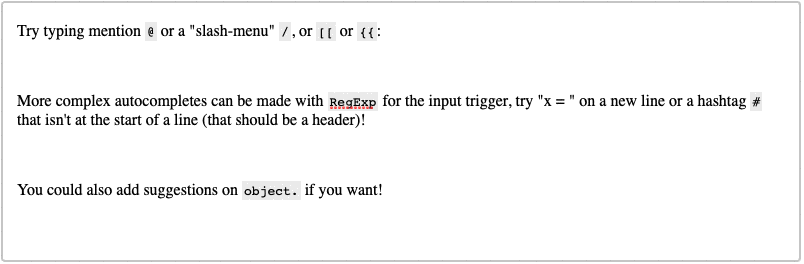 Try typing mention @ or a "slash-menu" /, or [[ or {{:
More complex autocompletes can be made with RegExp for the input trigger, try "x = " on a new line or a hashtag #
that isn't at the start of a line (that should be a header)!
You could also add suggestions on object. if you want!